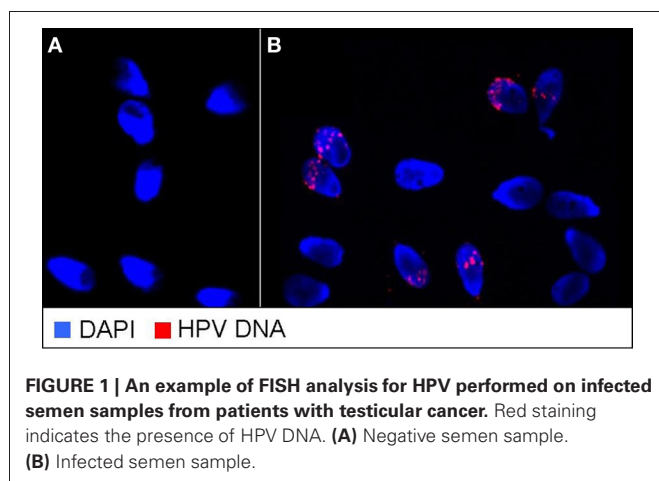 A B
DAPI HPV DNA
FIGURE 1 | An example of FISH analysis for HPV performed on infected
semen samples from patients with testicular cancer. Red staining
indicates the presence of HPV DNA. (A) Negative semen sample.
(B) Infected semen sample.